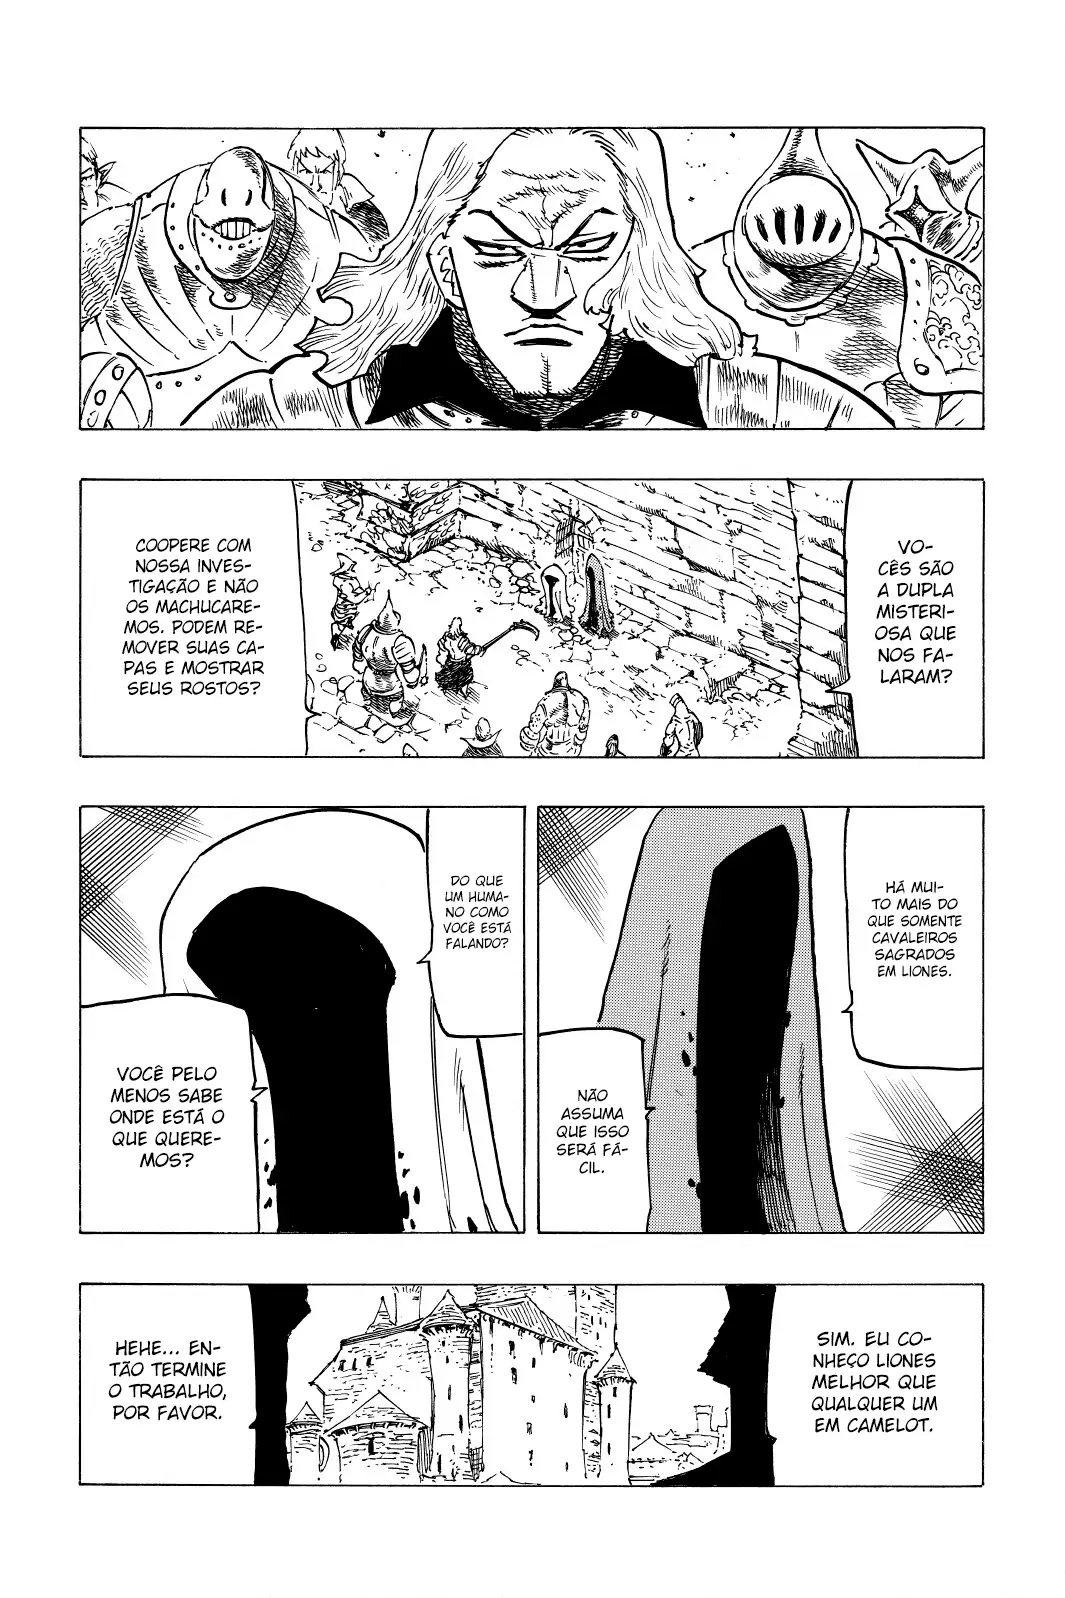 VO-
CÊS SÃO
A DUPLA
MISTERI-
OSA QUE
NOS FA-
LARAM?
COOPERE COM
NOSSA INVES-
TIGAÇÃO E NÃO
OS MACHUCARE-
MOS. PODEM RE-
MOVER SUAS CA-
PAS E MOSTRAR
SEUS ROSTOS?
HÁ MUI-
TO MAIS DO
QUE SOMENTE
CAVALEIROS
SAGRADOS
EM LIONES.
NÃO
ASSUMA
QUE ISSO
SERÁ FÁ-
CIL.
DO QUE
UM HUMA-
NO COMO
VOCÊ ESTÁ
FALANDO?
VOCÊ PELO
MENOS SABE
ONDE ESTÁ O
QUE QUERE-
MOS?
SIM. EU CO-
NHEÇO LIONES
MELHOR QUE
QUALQUER UM
EM CAMELOT.
HEHE... EN-
TÃO TERMINE
O TRABALHO,
POR FAVOR.